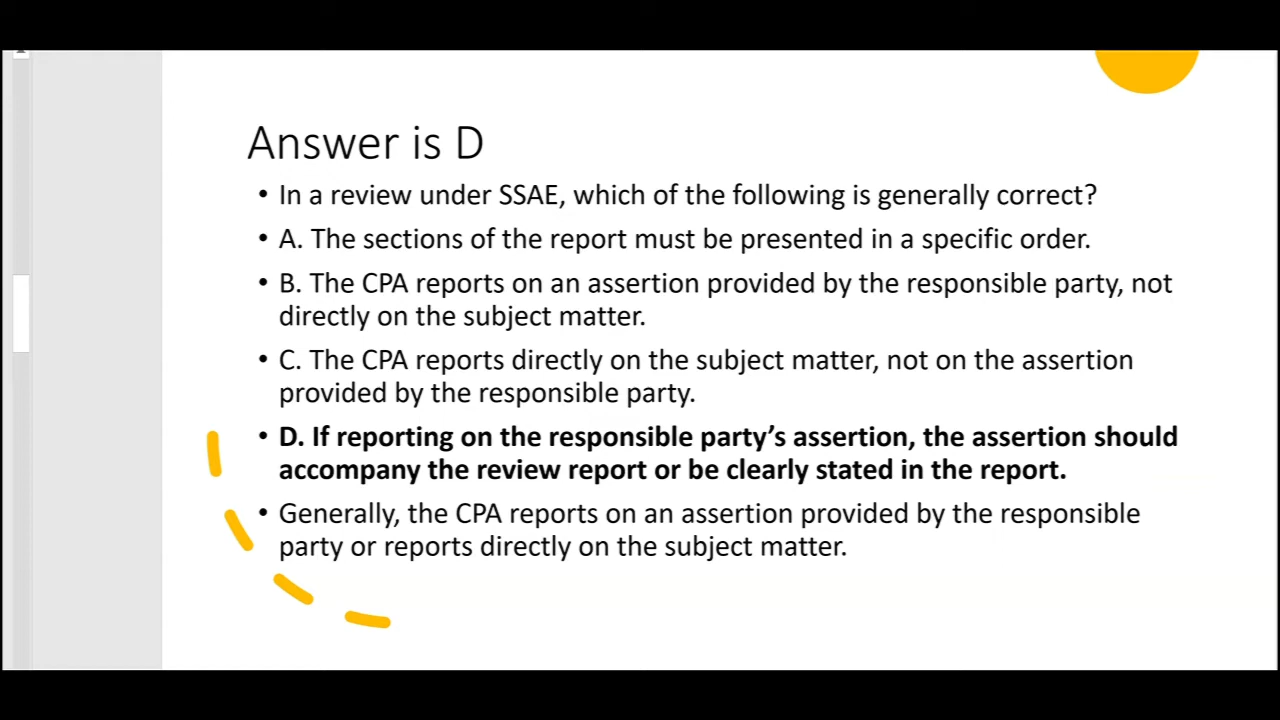 Answer is D
• In a review under SSAE, which of the following is generally correct?
• A. The sections of the report must be presented in a specific order.
• B. The CPA reports on an assertion provided by the responsible party, not
directly on the subject matter.
• C. The CPA reports directly on the subject matter, not on the assertion
provided by the responsible party.
• D. If reporting on the responsible party’s assertion, the assertion should
accompany the review report or be clearly stated in the report.
• Generally, the CPA reports on an assertion provided by the responsible
party or reports directly on the subject matter.